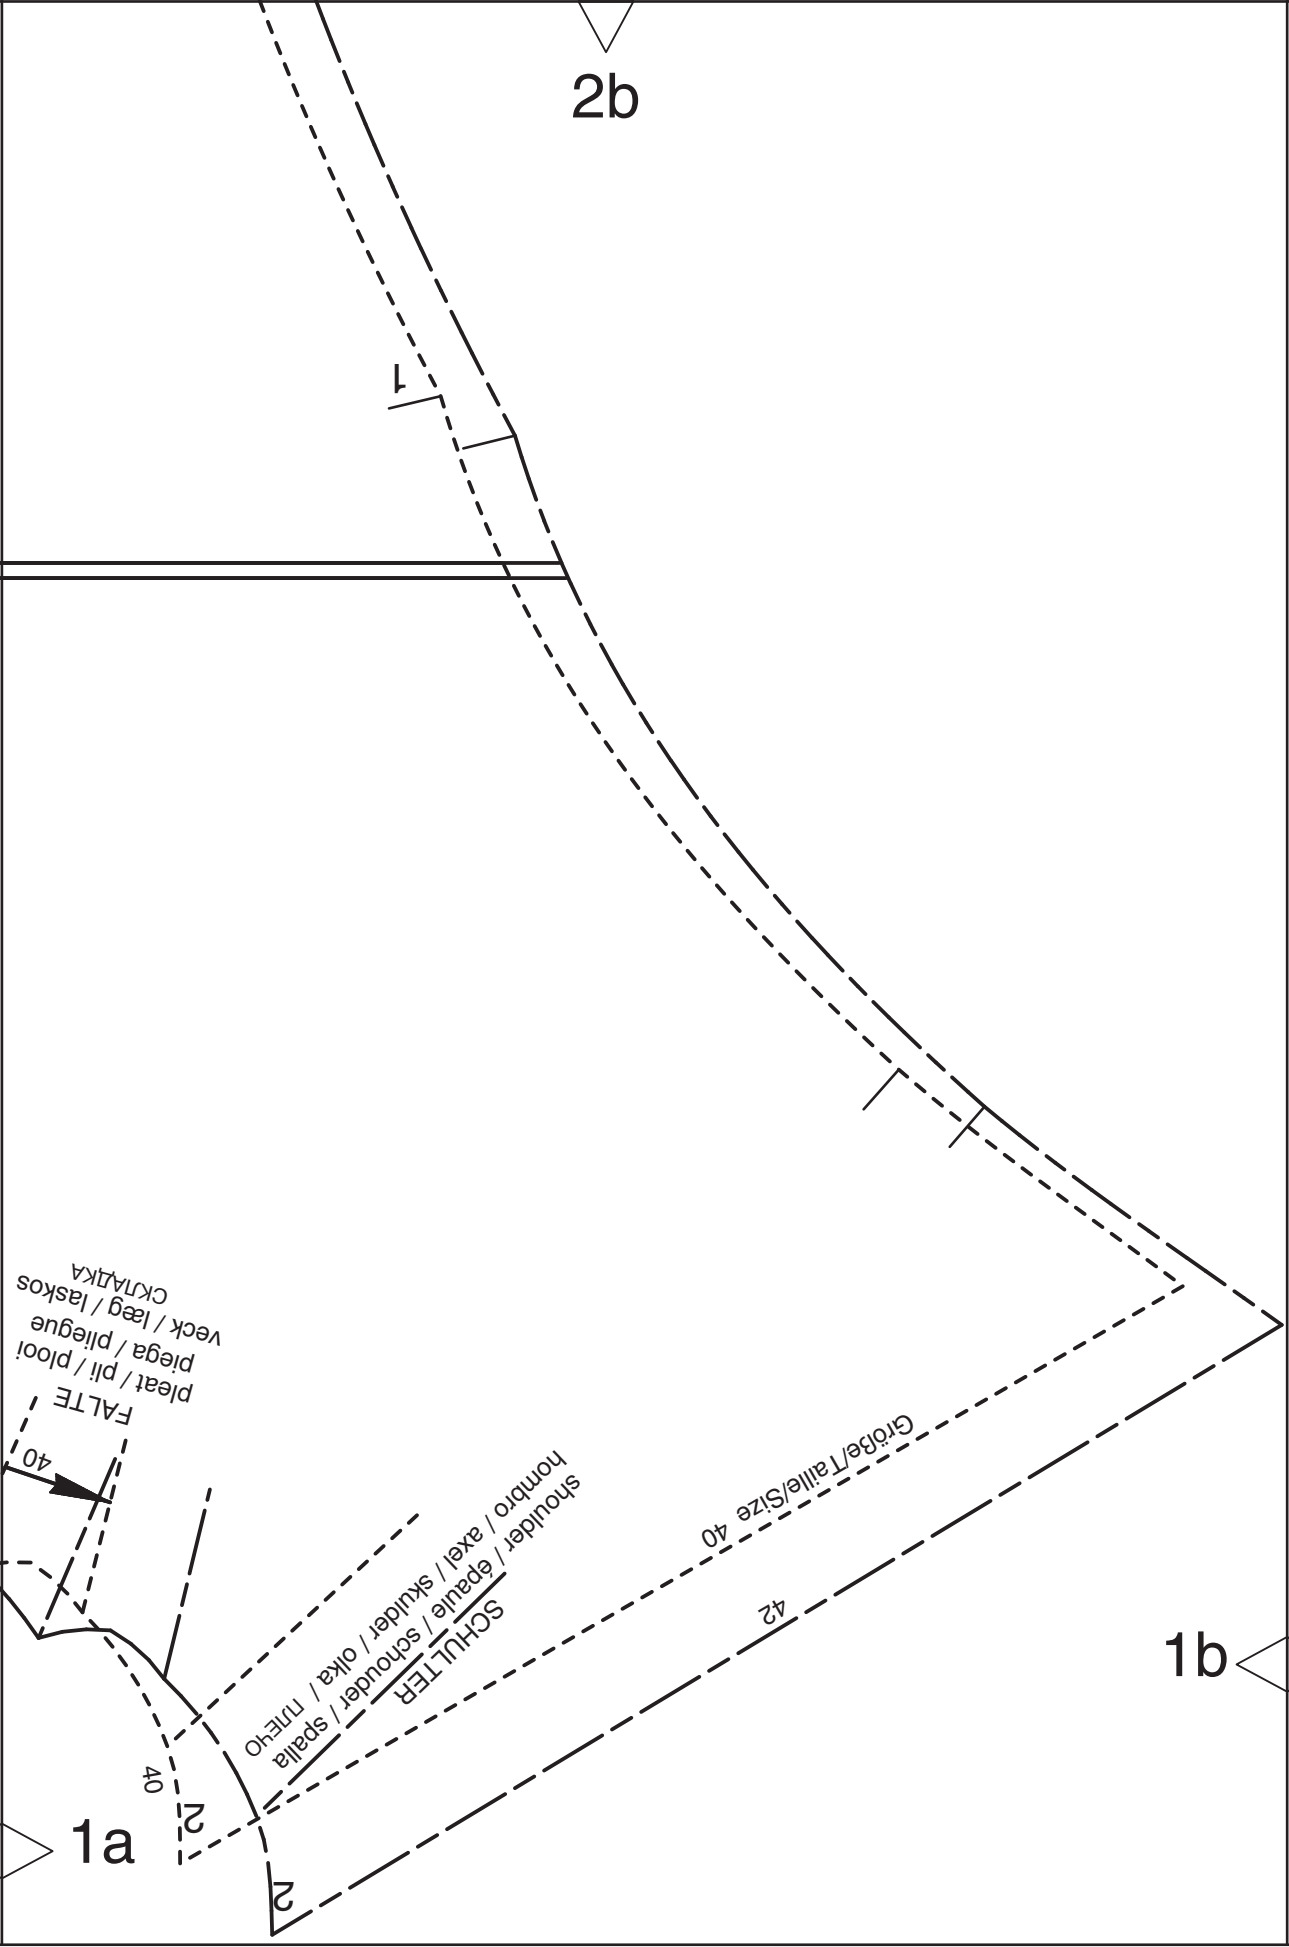 2b
1
FALTE
pleat / pli / plooi
piega / pliegue
veck / læg / laskos
СКЛАДКА
40
Größe/Taille/Size 40
SCHULTER
shoulder / épaule / schouder / spalla
hombro / axel / skulder / olka / ПЛЕЧО
42
1b
40
2
1a
2